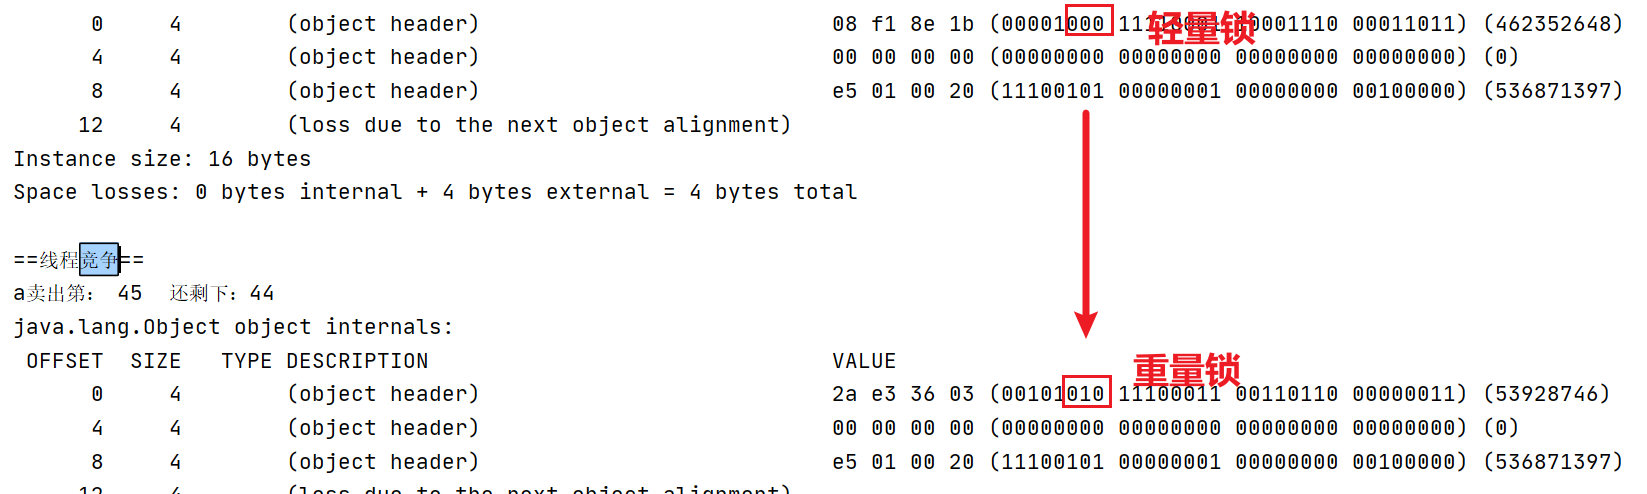 0 4 (object header) 08 f1 8e 1b (00001000 11110001 10001110 00011011) (462352648)
轻量锁
4 4 (object header) 00 00 00 00 (00000000 00000000 00000000 00000000) (0)
8 4 (object header) e5 01 00 20 (11100101 00000001 00000000 00100000) (536871397)
12 4 (loss due to the next object alignment)
Instance size: 16 bytes
Space losses: 0 bytes internal + 4 bytes external = 4 bytes total
==线程竞争==
a卖出第： 45 还剩下：44
java.lang.Object object internals:
OFFSET SIZE TYPE DESCRIPTION VALUE
重量锁
0 4 (object header) 2a e3 36 03 (00101010 11100011 00110110 00000011) (53928746)
4 4 (object header) 00 00 00 00 (00000000 00000000 00000000 00000000) (0)
8 4 (object header) e5 01 00 20 (11100101 00000001 00000000 00100000) (536871397)
12 4 (loss due to the next object alignment)